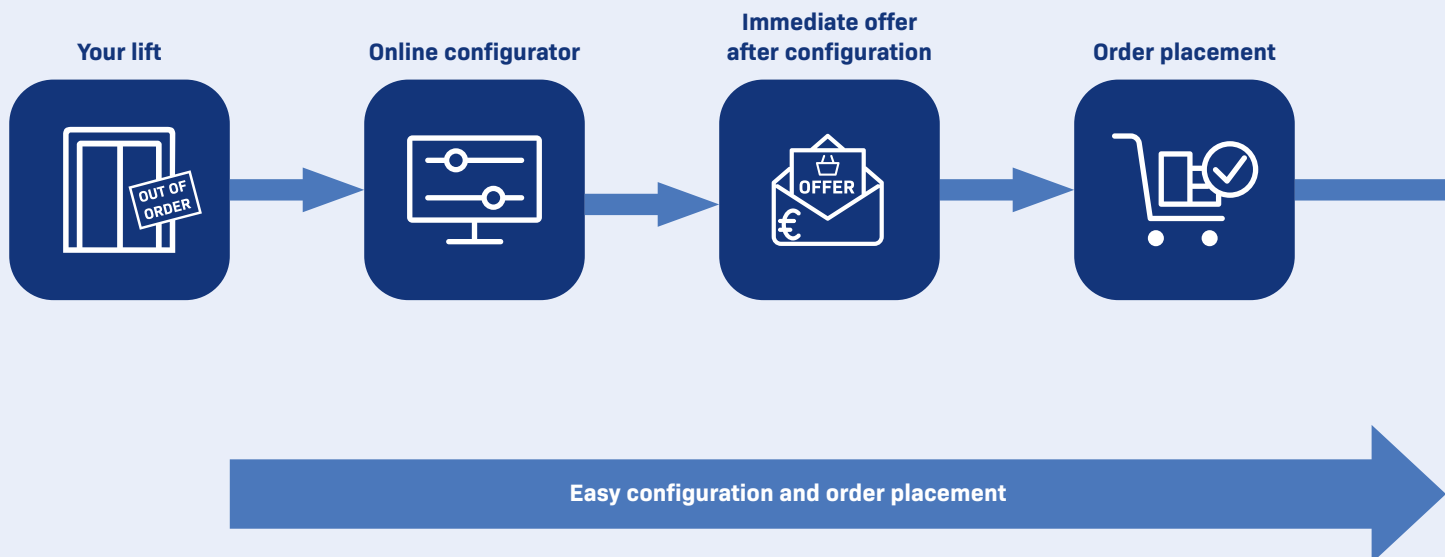 Your lift
Online configurator
Immediate offer
after configuration
Order placement
OUT OF
ORDER
OFFER
€
Easy configuration and order placement